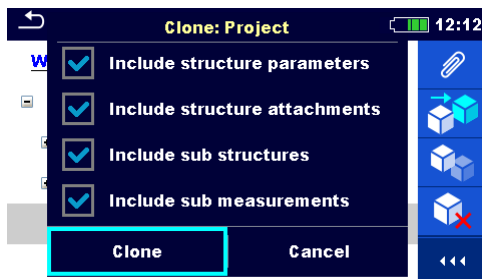 Clone: Project
12:12
W
Include structure parameters
Include structure attachments
Include sub structures
Include sub measurements
Clone
Cancel